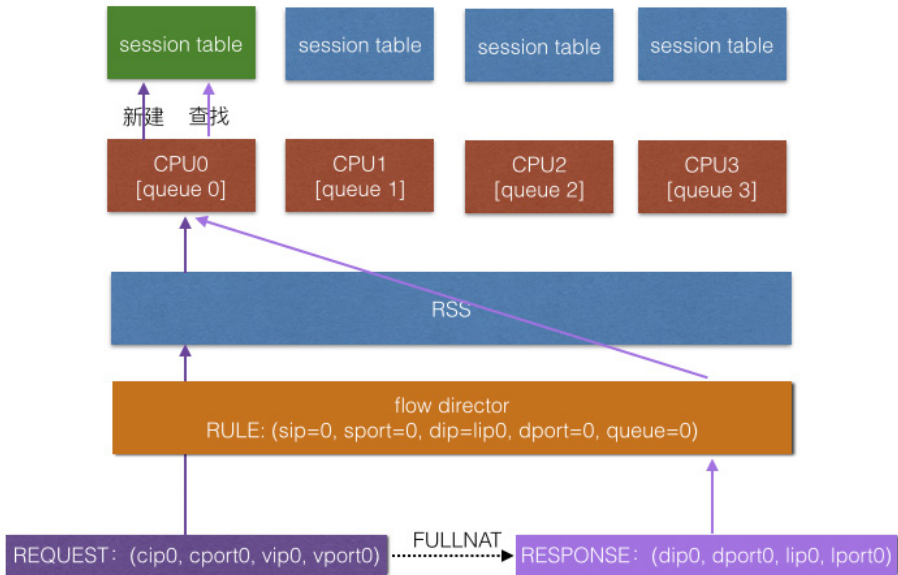 session table
session table
session table
session table
新建
查找
CPU0
[queue 0]
CPU1
[queue 1]
CPU2
[queue 2]
CPU3
[queue 3]
RSS
flow director
RULE: (sip=0, sport=0, dip=lip0, dport=0, queue=0)
FULLNAT
REQUEST：(cip0, cport0, vip0, vport0)
RESPONSE：(dip0, dport0, lip0, lport0)